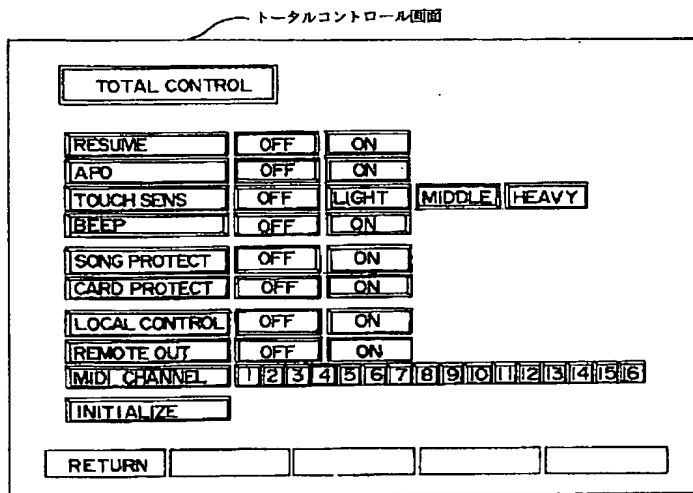 トータルコントロール画面
TOTAL CONTROL
RESUME OFF ON
APO OFF ON
TOUCH SENS OFF LIGHT MIDDLE HEAVY
BEEP OFF ON
SONG PROTECT OFF ON
CARD PROTECT OFF ON
LOCAL CONTROL OFF ON
REMOTE OUT OFF ON
MIDI CHANNEL 1 2 3 4 5 6 7 8 9 10 11 12 13 14 15 16
INITIALIZE
RETURN